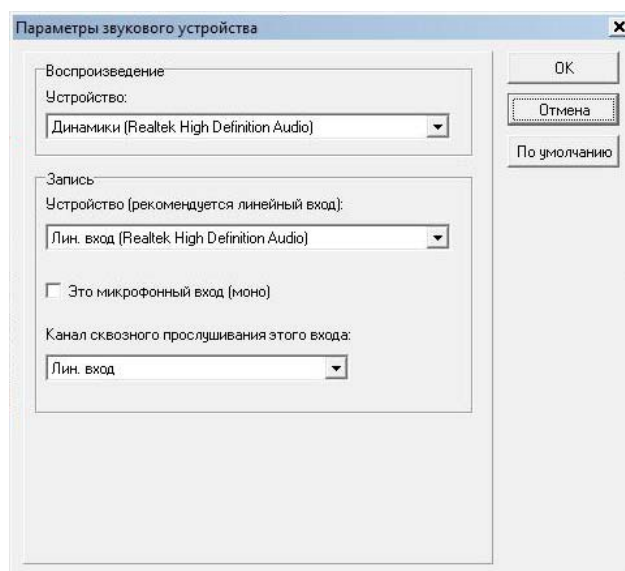 Параметры звукового устройства
Воспроизведение
Устройство:
Динамики (Realtek High Definition Audio)
Запись
Устройство (рекомендуется линейный вход):
Лин. вход (Realtek High Definition Audio)
Это микрофонный вход (моно)
Канал сквозного прослушивания этого входа:
Лин. вход
OK
Отмена
По умолчанию